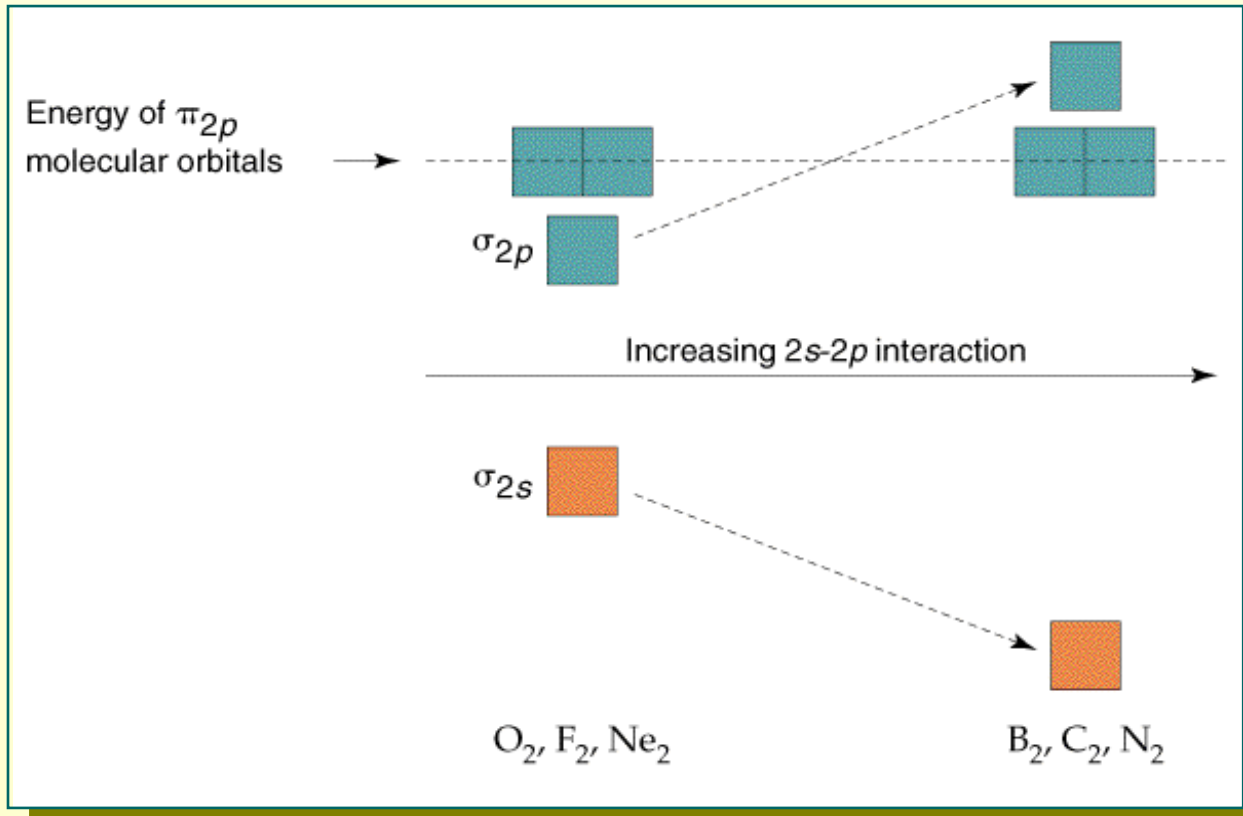 Energy of π2p
molecular orbitals
σ2p
Increasing 2s-2p interaction
σ2s
O2, F2, Ne2
B2, C2, N2